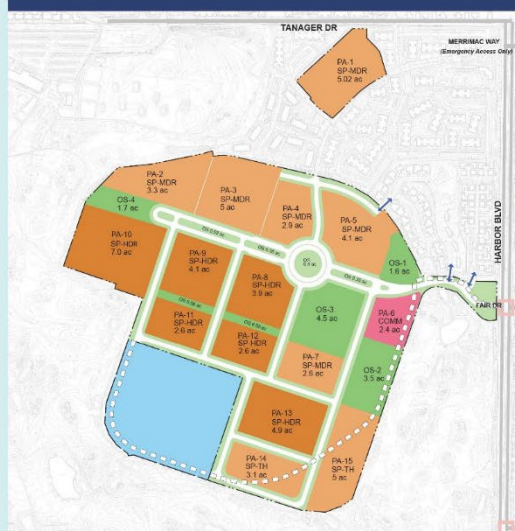 TANAGER DR
MERRIMAC WAY
(Emergency Access Only)
PA-1
SP-MDR
5.02 ac
HARBOR BLVD
PA-2
SP-MDR
3.3 ac
PA-3
SP-MDR
5 ac
PA-4
SP-MDR
2.9 ac
PA-5
SP-MDR
4.1 ac
OS-4
1.7 ac
OS-1
1.6 ac
PA-10
SP-HDR
7.0 ac
PA-9
SP-HDR
4.1 ac
PA-8
SP-HDR
3.9 ac
OS
FAIR DR
OS-3
4.5 ac
PA-6
COMM
2.4 ac
PA-11
SP-HDR
2.6 ac
PA-12
SP-HDR
2.6 ac
PA-7
SP-MDR
2.6 ac
OS-2
3.5 ac
PA-13
SP-HDR
4.9 ac
PA-14
SP-TH
3.1 ac
PA-15
SP-TH
5 ac